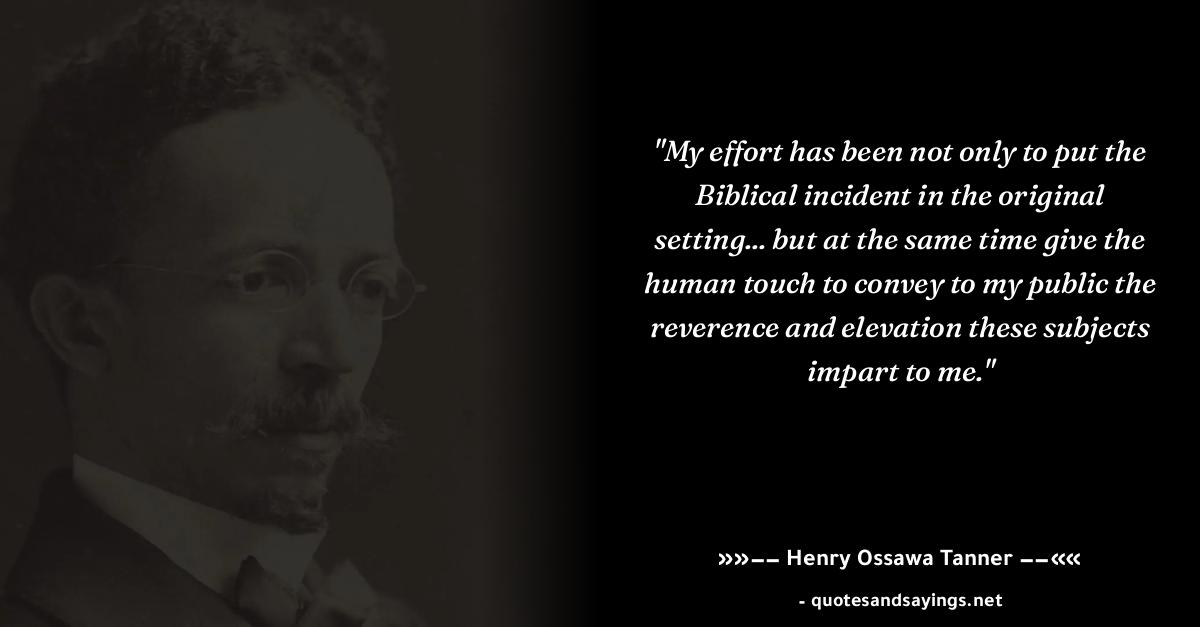 "My effort has been not only to put the
Biblical incident in the original
setting... but at the same time give the
human touch to convey to my public the
reverence and elevation these subjects
impart to me."
»»−− Henry Ossawa Tanner −−««
- quotesandsayings.net